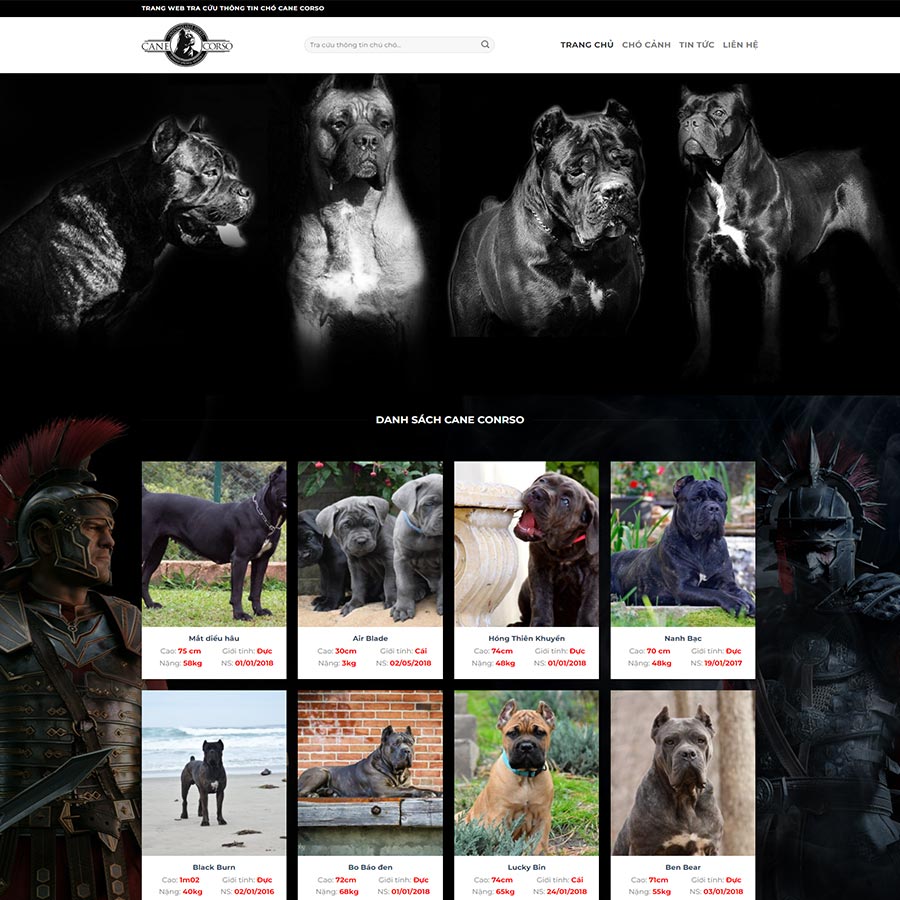 TRANG WEB TRA CỨU THÔNG TIN CHÓ CANE CORSO
CANE CORSO
Tra cứu thông tin chú chó...
TRANG CHỦ CHÓ CẢNH TIN TỨC LIÊN HỆ
DANH SÁCH CANE CONRSO
Mắt diều hâu
Cao: 75 cm Giới tính: Đực
Nặng: 58kg NS: 01/01/2018
Air Blade
Cao: 30cm Giới tính: Cái
Nặng: 3kg NS: 02/05/2018
Hồng Thiên Khuyển
Cao: 74cm Giới tính: Đực
Nặng: 48kg NS: 01/01/2018
Nanh Bạc
Cao: 70 cm Giới tính: Đực
Nặng: 48kg NS: 19/01/2017
Black Burn
Cao: 1m02 Giới tính: Đực
Nặng: 40kg NS: 02/01/2016
Bo Báo đen
Cao: 72cm Giới tính: Đực
Nặng: 68kg NS: 01/01/2018
Lucky Bin
Cao: 74cm Giới tính: Cái
Nặng: 65kg NS: 24/01/2018
Ben Bear
Cao: 71cm Giới tính: Đực
Nặng: 55kg NS: 03/01/2018